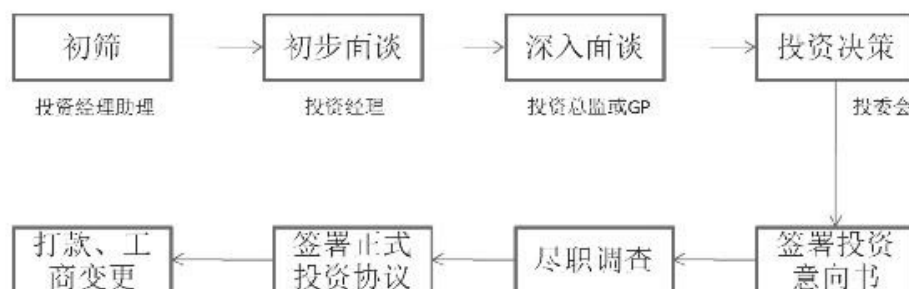 初筛
初步面谈
深入面谈
投资决策
投资经理助理
投资经理
投资总监或GP
投委会
打款、工
商变更
签署正式
投资协议
尽职调查
签署投资
意向书